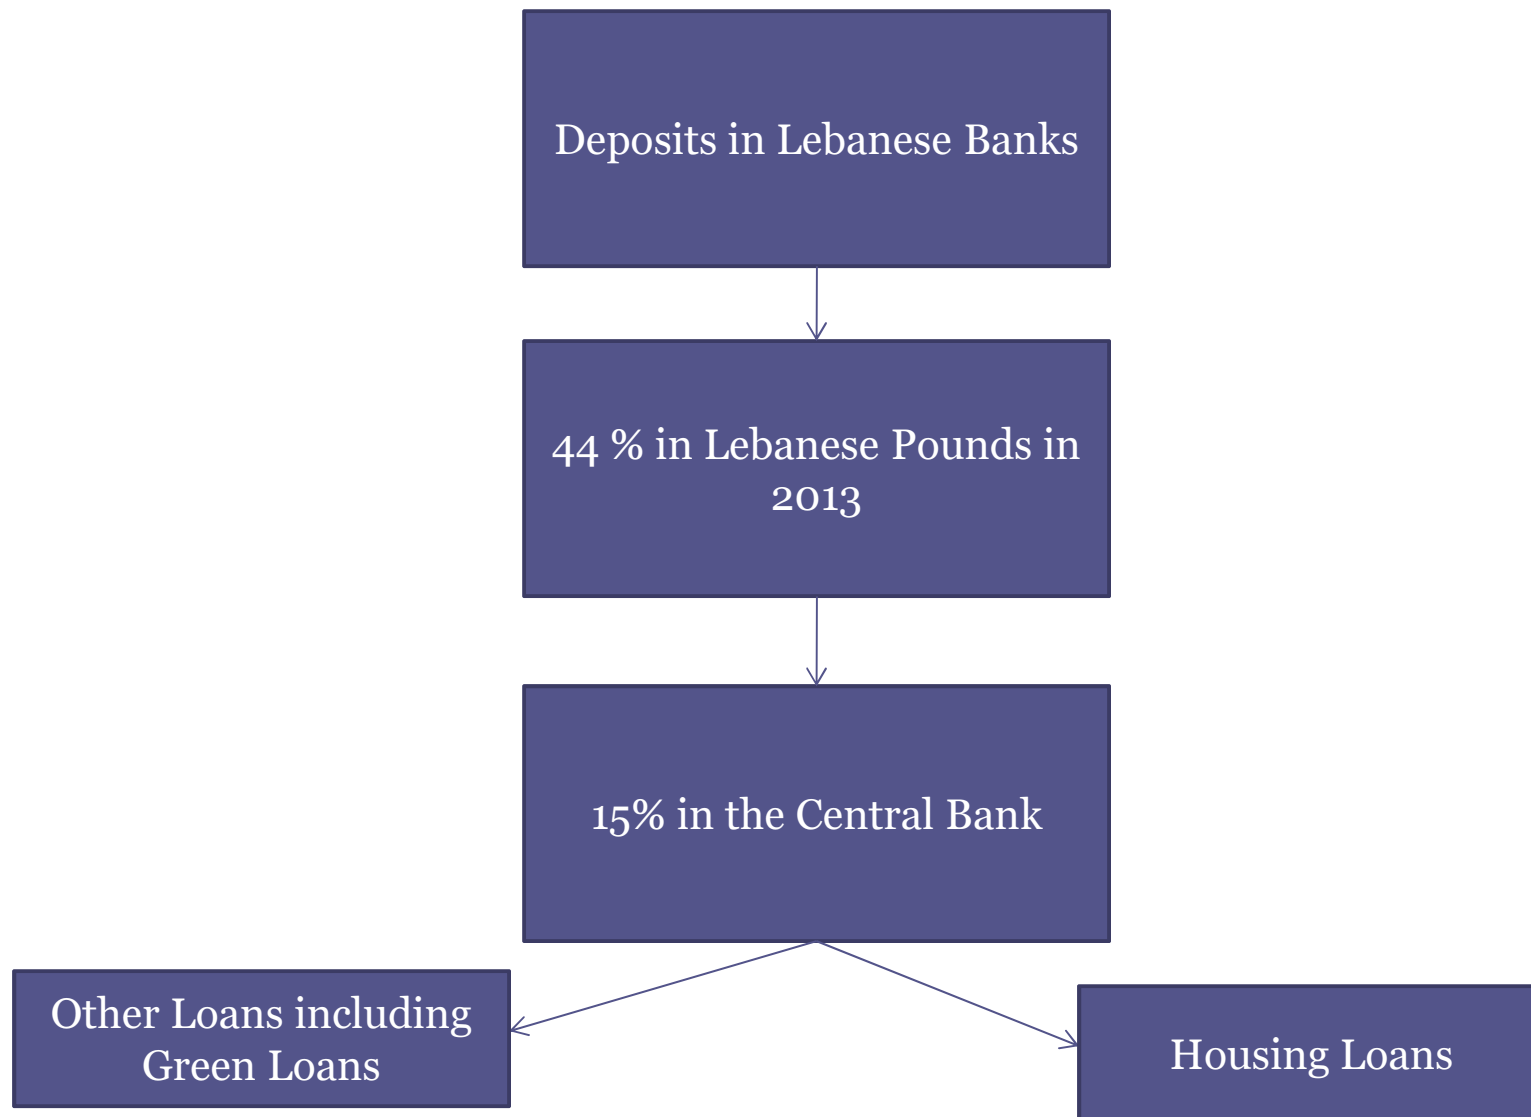 Deposits in Lebanese Banks
44 % in Lebanese Pounds in
2013
15% in the Central Bank
Other Loans including
Green Loans
Housing Loans